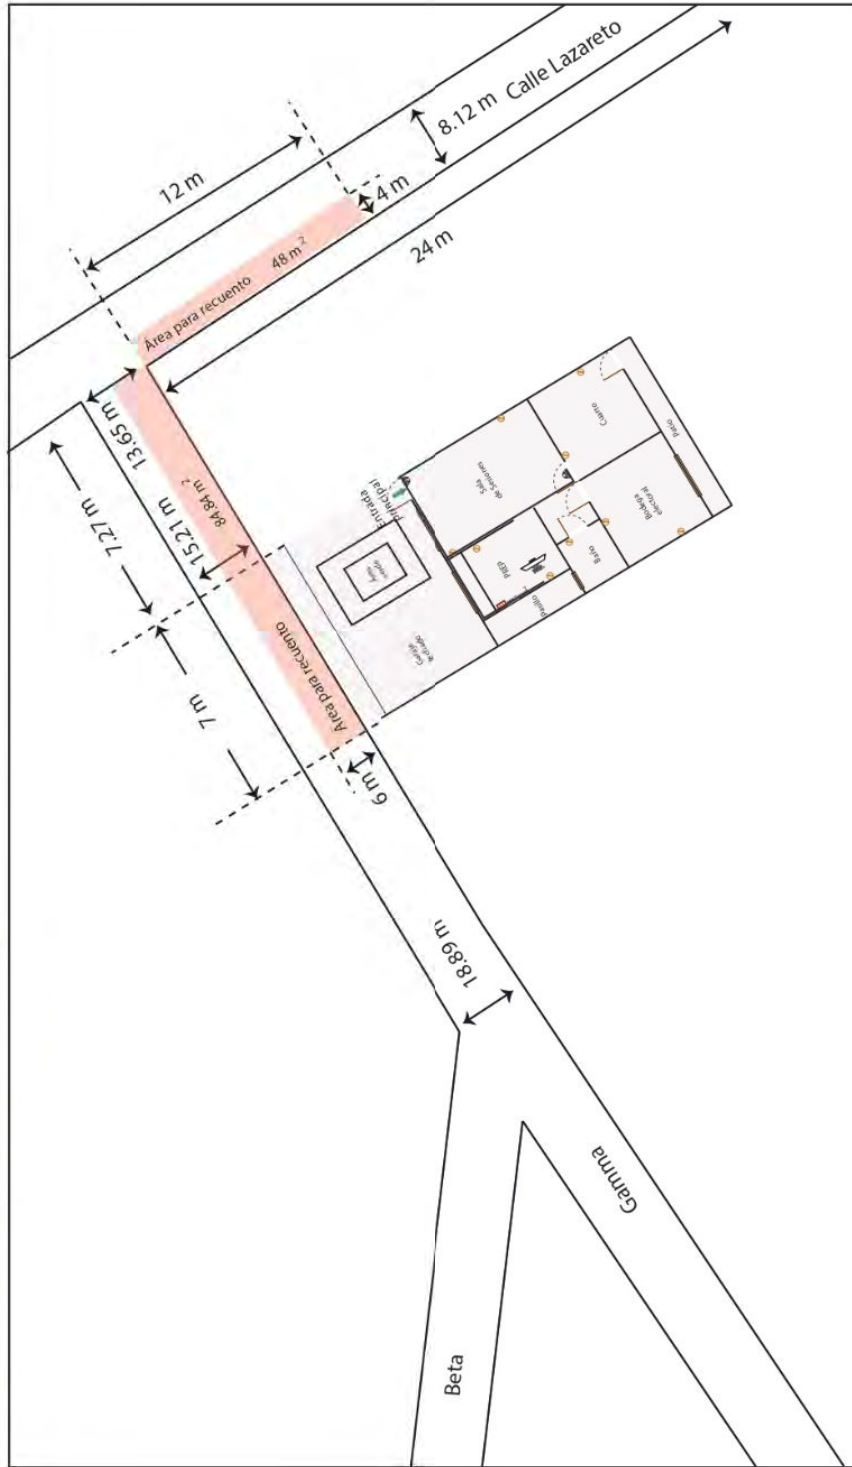 Calle Lazareto
8.12 m
12 m
4 m
24 m
Área para recuento
48 m²
13.65 m
7.27 m
15.21 m
84.84 m²
7 m
Área para recuento
6 m
Entrada
principal
Sala
de Sesiones
Cuarto
Patio
Bodega
electoral
Baño
PREP
Pasillo
Garaje
techado
18.89 m
Gamma
Beta